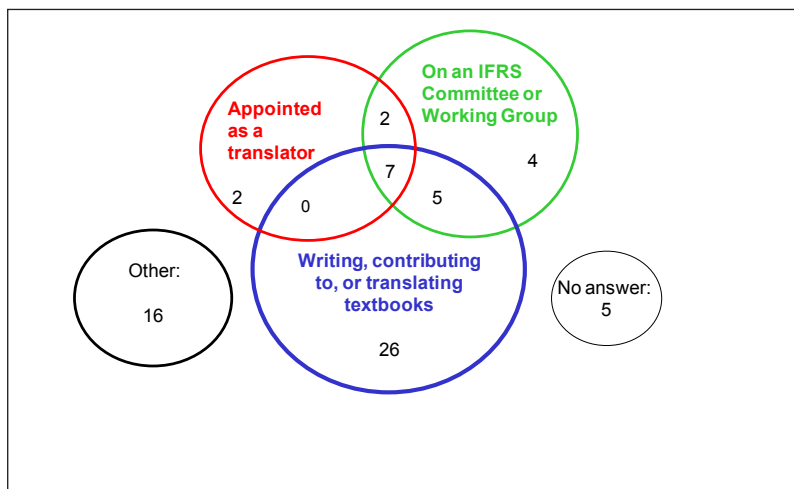 On an IFRS
Committee or
Working Group
Appointed
as a
translator
2
4
7
2
0
5
Writing, contributing
to, or translating
textbooks
Other:
16
No answer:
5
26